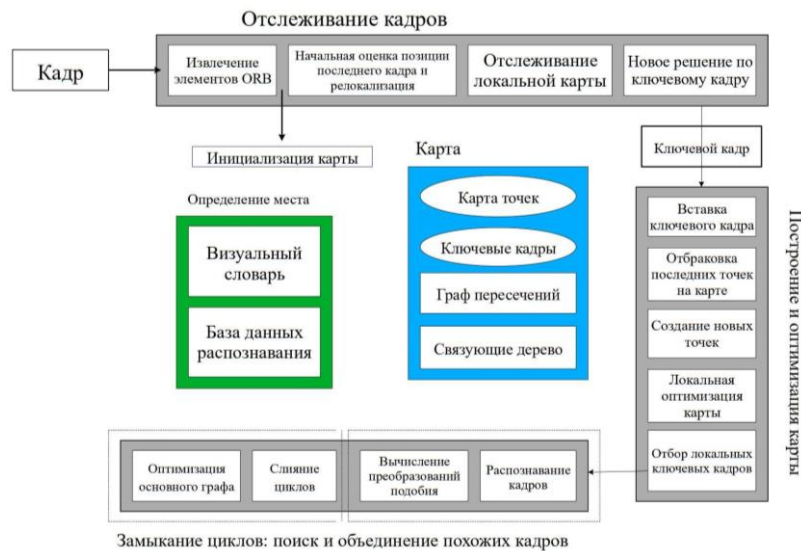 Отслеживание кадров
Кадр
Извлечение
элементов ORB
Начальная оценка позиции
последнего кадра и
релокализация
Отслеживание
локальной карты
Новое решение по
ключевому кадру
Инициализация карты
Ключевой кадр
Карта
Карта точек
Ключевые кадры
Граф пересечений
Связующие дерево
Определение места
Визуальный
словарь
База данных
распознавания
Вставка
ключевого кадра
Отбраковка
последних точек
на карте
Создание новых
точек
Локальная
оптимизация
карты
Отбор локальных
ключевых кадров
Построение и оптимизация карты
Оптимизация
основного графа
Слияние
циклов
Вычисление
преобразований
подобия
Распознавание
кадров
Замыкание циклов: поиск и объединение похожих кадров